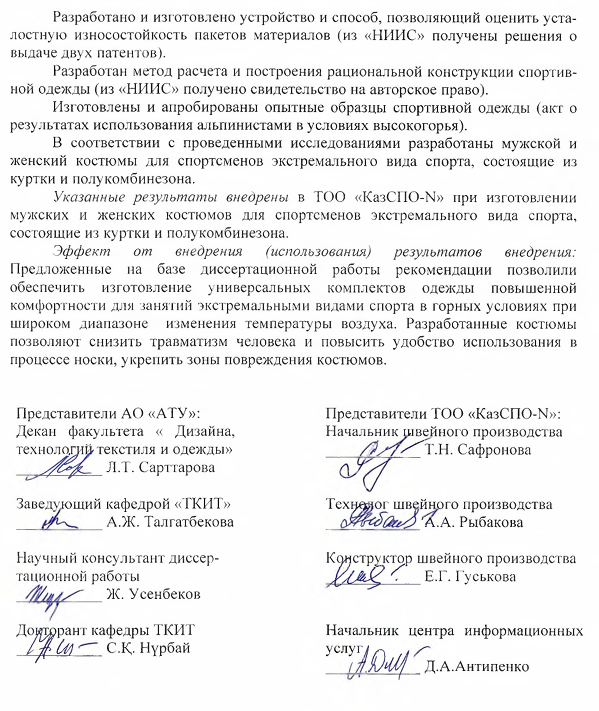 Разработано и изготовлено устройство и способ, позволяющий оценить уста-
лостную износостойкость пакетов материалов (из «НИИС» получены решения о
выдаче двух патентов).
Разработан метод расчета и построения рациональной конструкции спортив-
ной одежды (из «НИИС» получено свидетельство на авторское право).
Изготовлены и апробированы опытные образцы спортивной одежды (акт о
результатах использования альпинистами в условиях высокогорья).
В соответствии с проведенными исследованиями разработаны мужской и
женский костюмы для спортсменов экстремального вида спорта, состоящие из
куртки и полукомбинезона.
Указанные результаты внедрены в ТОО «КазСПО-N» при изготовлении
мужских и женских костюмов для спортсменов экстремального вида спорта,
состоящие из куртки и полукомбинезона.
Эффект от внедрения (использования) результатов внедрения:
Предложенные на базе диссертационной работы рекомендации позволили
обеспечить изготовление универсальных комплектов одежды повышенной
комфортности для занятий экстремальными видами спорта в горных условиях при
широком диапазоне изменения температуры воздуха. Разработанные костюмы
позволяют снизить травматизм человека и повысить удобство использования в
процессе носки, укрепить зоны повреждения костюмов.
Представители АО «АТУ»:
Декан факультета « Дизайна,
технологий текстиля и одежды»
Л.Т. Сарттарова
Заведующий кафедрой «ТКИТ»
А.Ж. Талгатбекова
Научный консультант диссер-
тационной работы
Ж. Усенбеков
Докторант кафедры ТКИТ
С.Қ. Нұрбай
Представители ТОО «КазСПО-N»:
Начальник швейного производства
Т.Н. Сафронова
Технолог швейного производства
А.А. Рыбакова
Конструктор швейного производства
Е.Г. Гуськова
Начальник центра информационных
услуг
Д.А.Антипенко